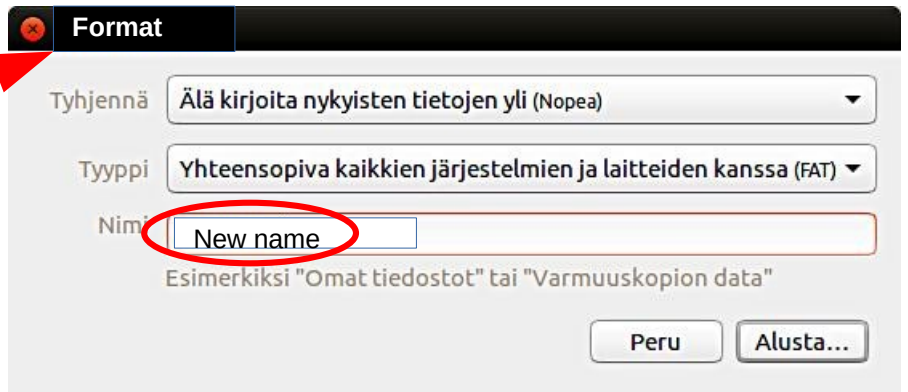 Format
Tyhjennä Älä kirjoita nykyisten tietojen yli (Nopea)
Tyyppi Yhteensopiva kaikkien järjestelmien ja laitteiden kanssa (FAT)
Nimi New name
Esimerkiksi "Omat tiedostot" tai "Varmuuskopion data"
Peru Alusta...